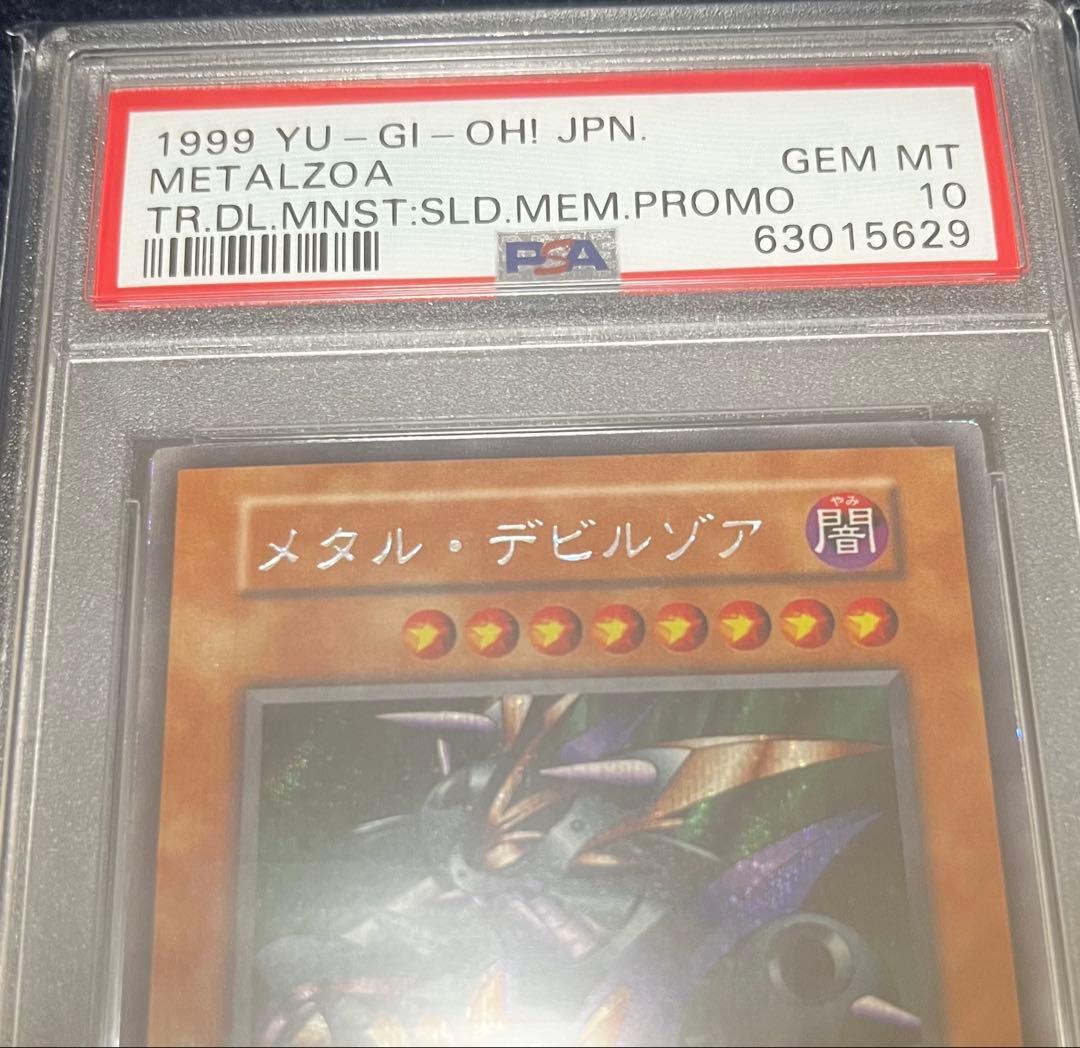 1999 YU-GI-OH! JPN.
METALZOA
GEM MT
TR.DL.MNST:SLD.MEM.PROMO
10
PSA
63015629
メタル・デビルゾア
やみ
闇